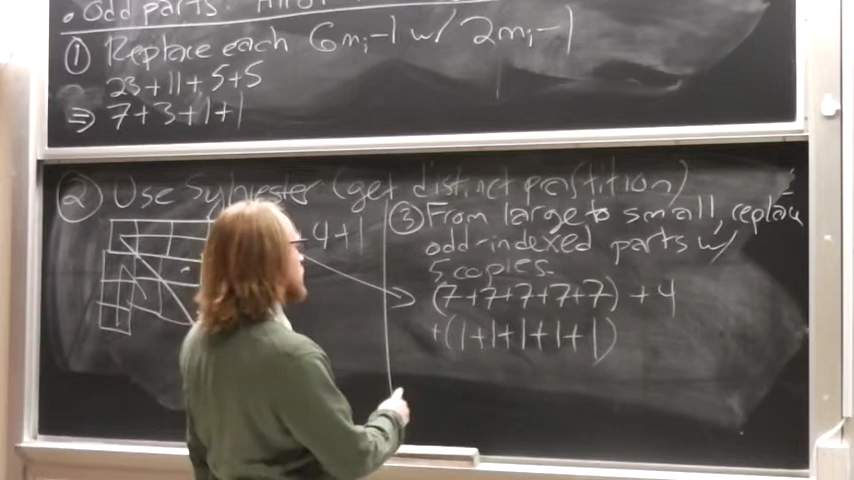 • Odd parts.
① Replace each 6mᵢ-1 w/ 2mᵢ-1
23+11+5+5
⇒ 7+3+1+1
② Use Sylvester (get distinct partition)
4+1
③ From large to small, replace
odd-indexed parts w/
5 copies.
(7+7+7+7+7) + 4
+(1+1+1+1+1)